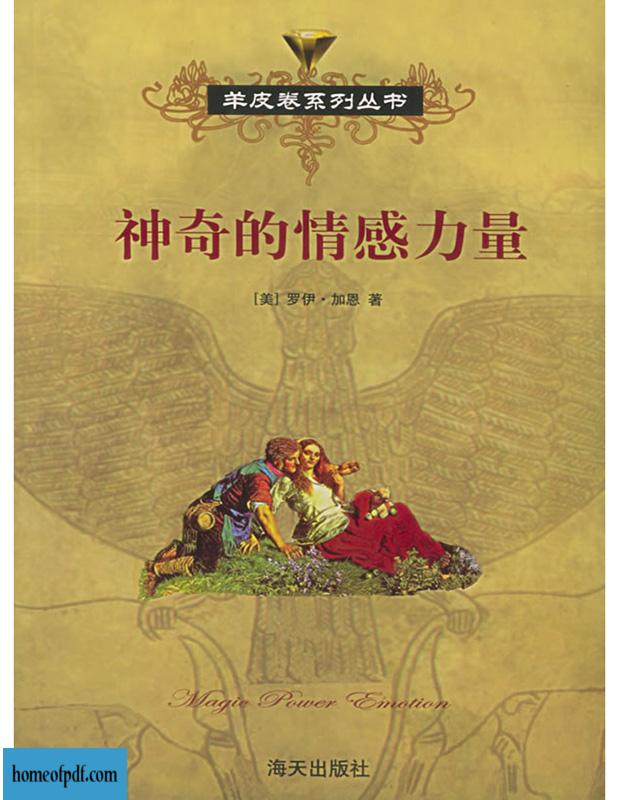 羊皮卷系列丛书
神奇的情感力量
[美] 罗伊·加恩 著
Magic Power Emotion
海天出版社
homeofpdf.com